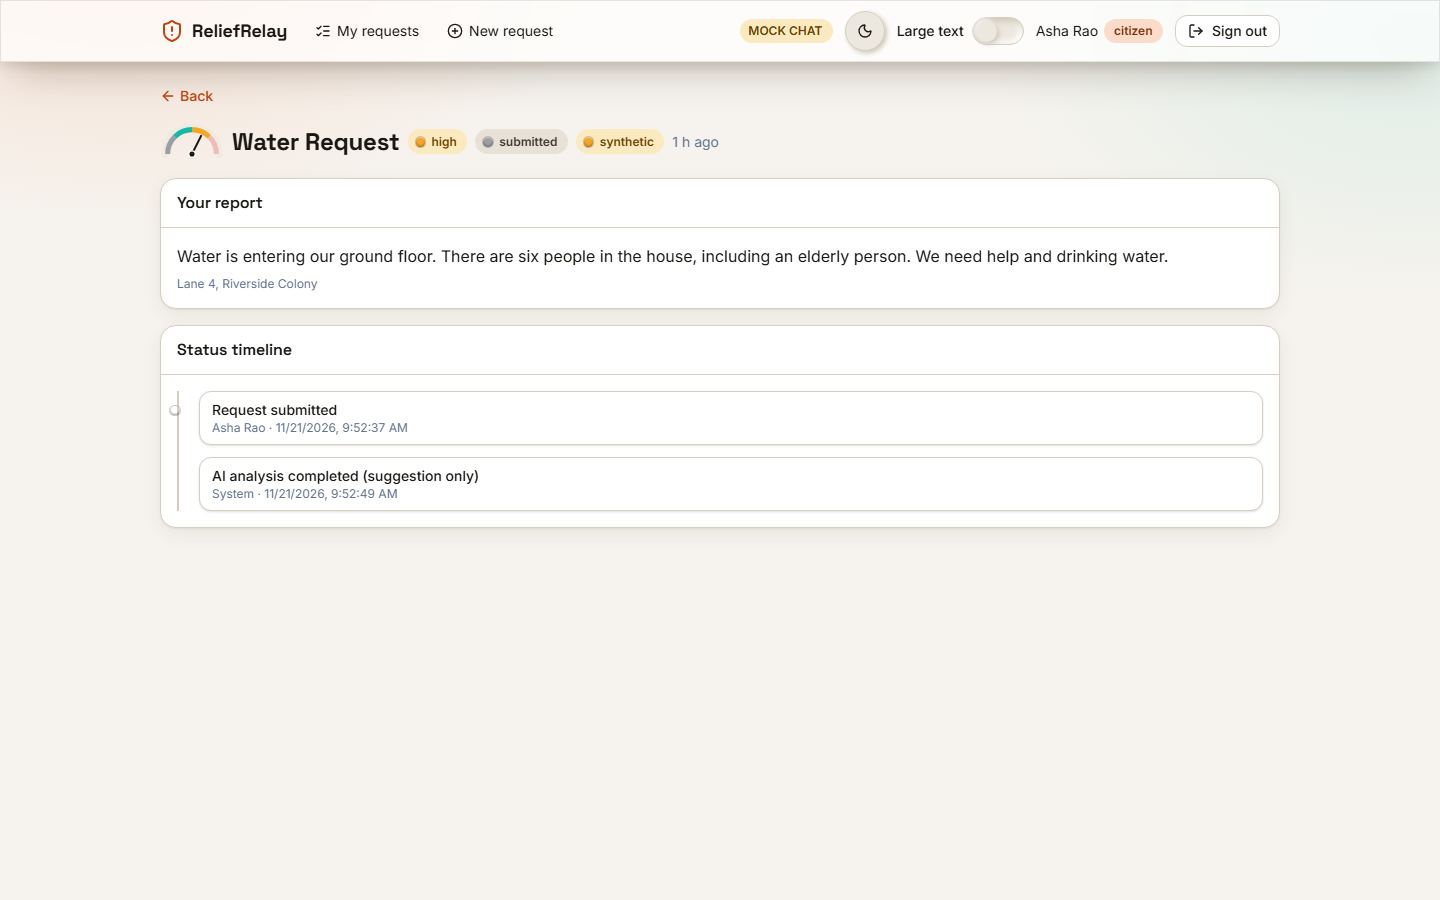 ReliefRelay
My requests
New request
MOCK CHAT
Large text
Asha Rao
citizen
Sign out
Back
Water Request
high
submitted
synthetic
1 h ago
Your report
Water is entering our ground floor. There are six people in the house, including an elderly person. We need help and drinking water.
Lane 4, Riverside Colony
Status timeline
Request submitted
Asha Rao · 11/21/2026, 9:52:37 AM
AI analysis completed (suggestion only)
System · 11/21/2026, 9:52:49 AM